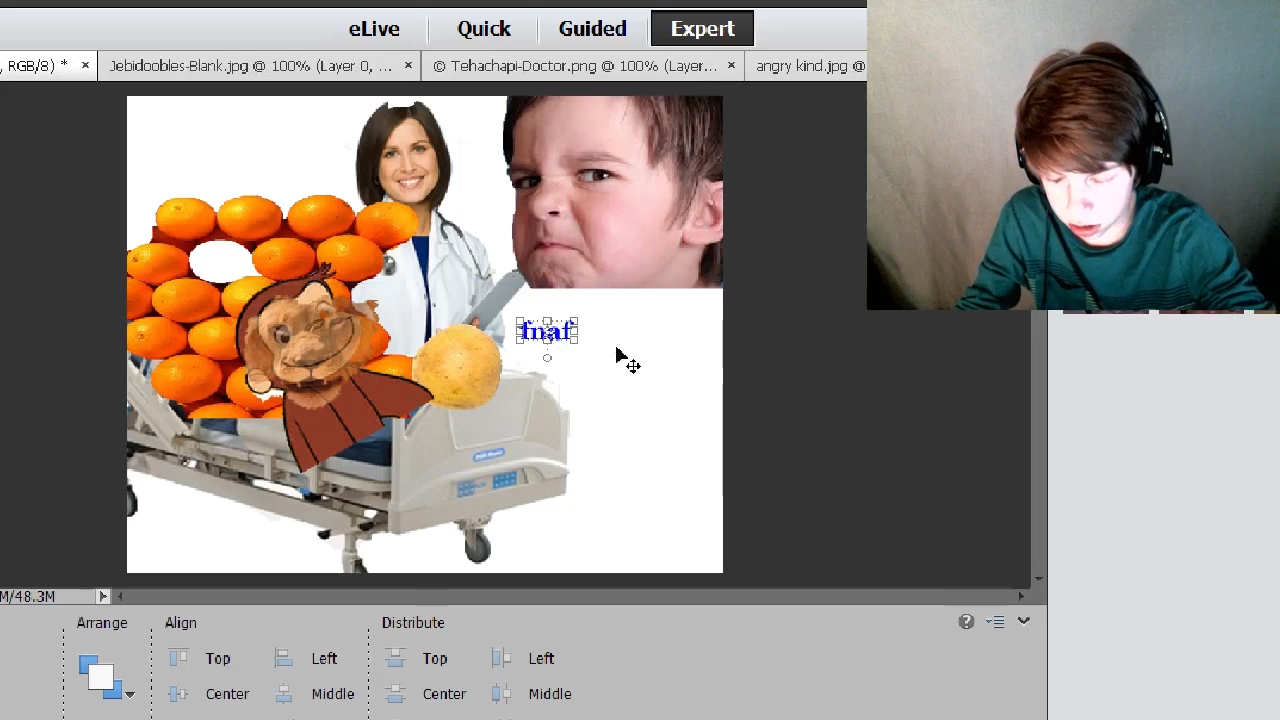 eLive Quick Guided Expert
, RGB/8) * × Jebidoobles-Blank.jpg @ 100% (Layer 0, ... × © Tehachapi-Doctor.png @ 100% (Layer... × angry kind.jpg @
fnaf
M/48.3M
Arrange Align Distribute
Top Left Top Left
Center Middle Center Middle